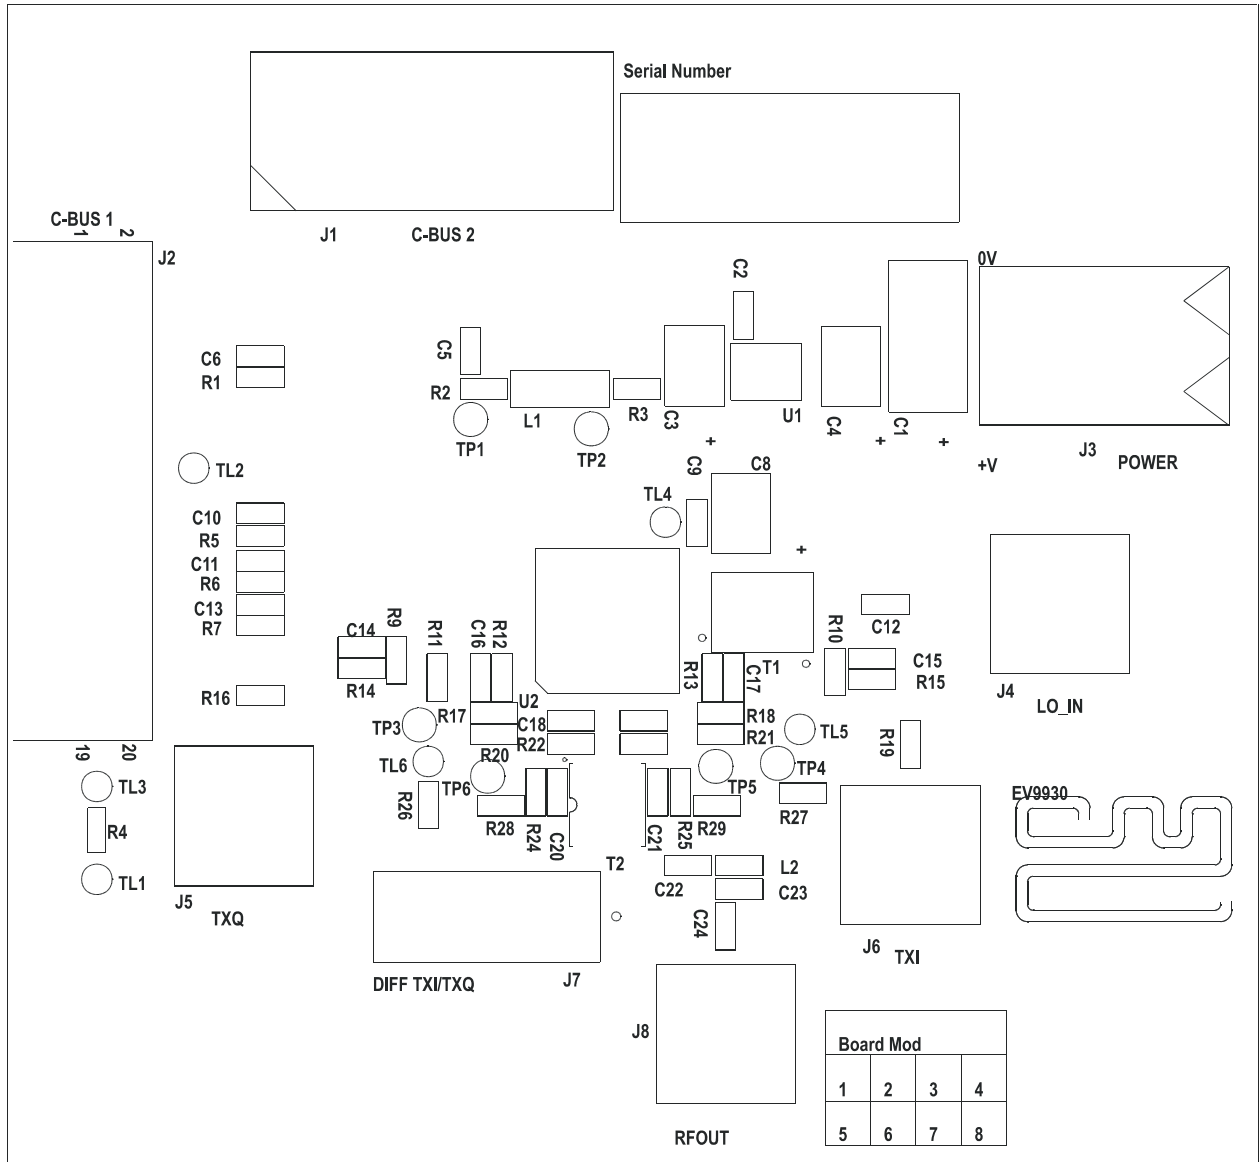 Serial Number
C-BUS 1
1
2
J1
C-BUS 2
J2
0V
C2
C5
C6
R1
R2
L1
R3
C3
U1
C4
C1
+
+
+
J3
POWER
+V
TP1
TP2
TL2
C9
C8
TL4
C10
R5
C11
R6
C13
R7
+
R9
C14
R14
R11
C16
R12
R13
C17
T1
R10
C12
C15
R15
J4
LO_IN
R16
R17
U2
C18
R18
TP3
R22
R21
TL5
R19
19
20
TL6
R20
TP6
TP5
TP4
TL3
R4
TL1
R26
R28
R24
C20
C21
R25
R29
R27
EV9930
T2
C22
L2
C23
C24
J5
TXQ
J6
TXI
DIFF TXI/TXQ
J7
J8
RFOUT
Board Mod
1 2 3 4
5 6 7 8